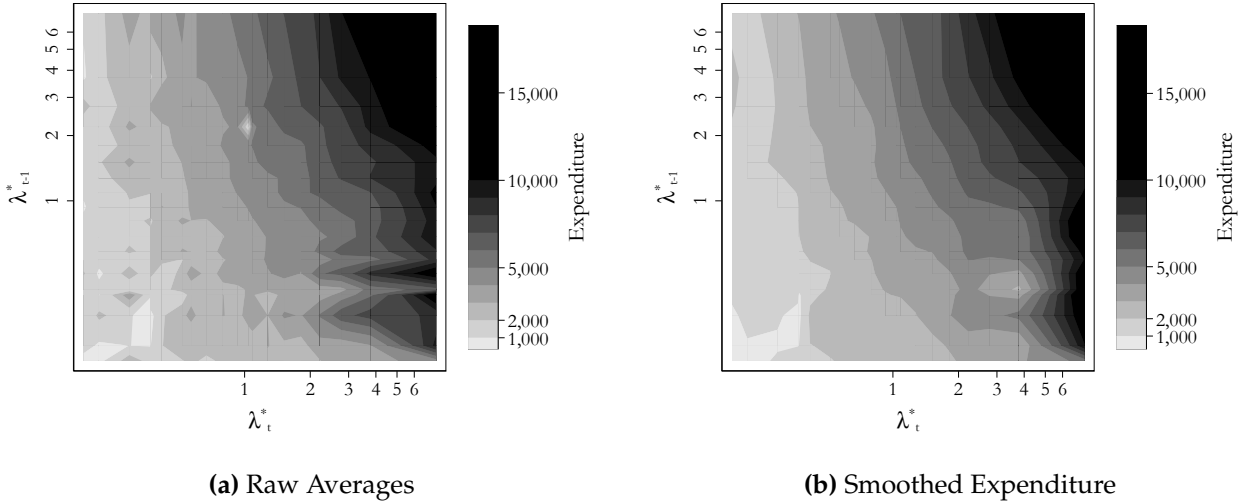 6
5
4
3
2
1
λ*t-1
1 2 3 4 5 6
λ*t
15,000
10,000
5,000
2,000
1,000
Expenditure
(a) Raw Averages
6
5
4
3
2
1
λ*t-1
1 2 3 4 5 6
λ*t
15,000
10,000
5,000
2,000
1,000
Expenditure
(b) Smoothed Expenditure